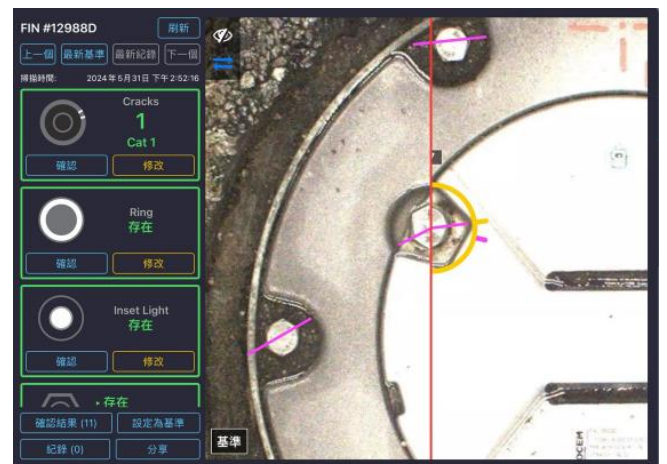 FIN #12988D
刷新
上一個
最新基準
最新紀錄
下一個
掃描時間: 2024年5月31日 下午2:52:16
Cracks
1
Cat 1
確認
修改
Ring
存在
確認
修改
Inset Light
存在
確認
修改
• 存在
確認結果 (11)
設定為基準
紀錄 (0)
分享
基準